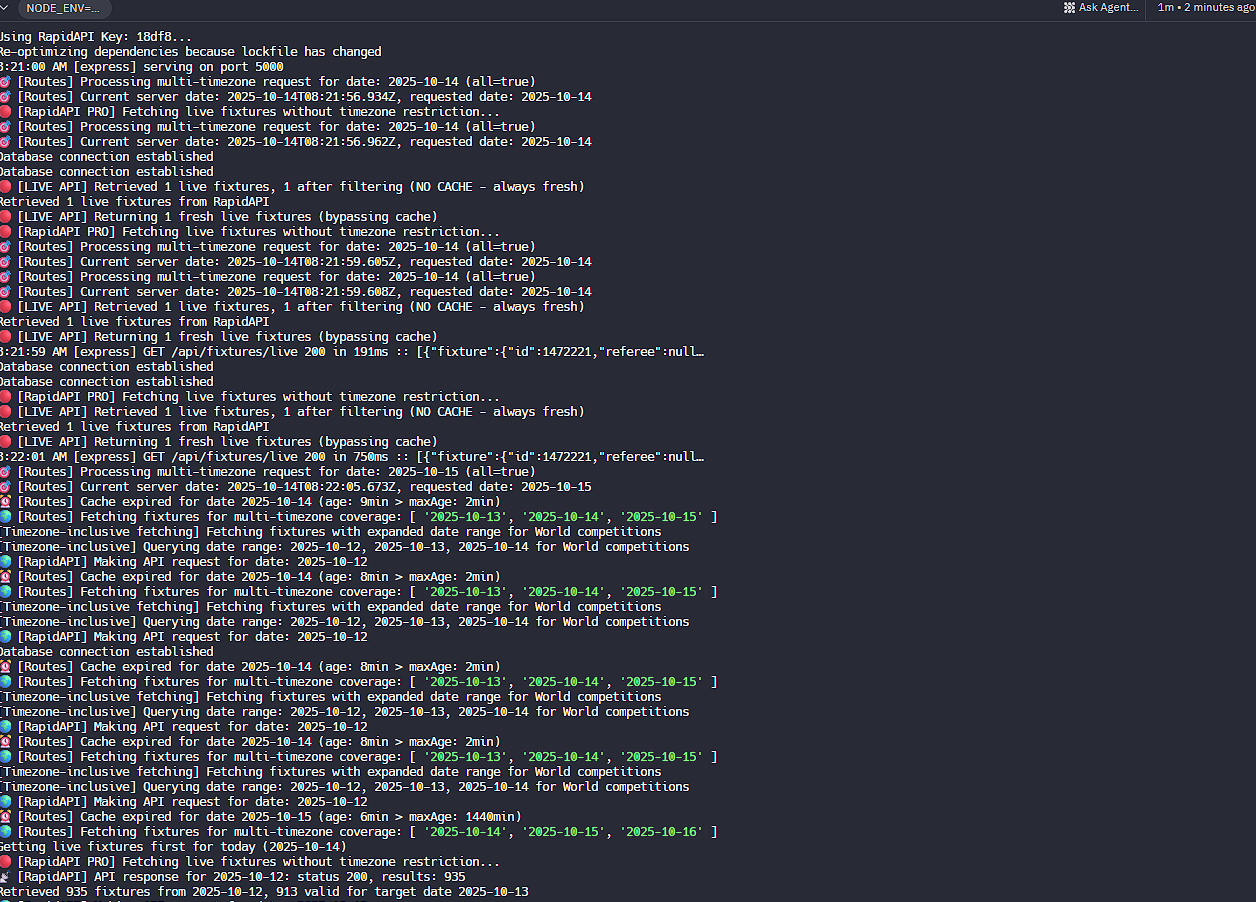 NODE_ENV=...
Ask Agent...
1m • 2 minutes ago
Using RapidAPI Key: 18df8...
Re-optimizing dependencies because lockfile has changed
8:21:00 AM [express] serving on port 5000
[Routes] Processing multi-timezone request for date: 2025-10-14 (all=true)
[Routes] Current server date: 2025-10-14T08:21:56.934Z, requested date: 2025-10-14
[RapidAPI PRO] Fetching live fixtures without timezone restriction...
[Routes] Processing multi-timezone request for date: 2025-10-14 (all=true)
[Routes] Current server date: 2025-10-14T08:21:56.962Z, requested date: 2025-10-14
Database connection established
Database connection established
[LIVE API] Retrieved 1 live fixtures, 1 after filtering (NO CACHE - always fresh)
Retrieved 1 live fixtures from RapidAPI
[LIVE API] Returning 1 fresh live fixtures (bypassing cache)
[RapidAPI PRO] Fetching live fixtures without timezone restriction...
[Routes] Processing multi-timezone request for date: 2025-10-14 (all=true)
[Routes] Current server date: 2025-10-14T08:21:59.605Z, requested date: 2025-10-14
[Routes] Processing multi-timezone request for date: 2025-10-14 (all=true)
[Routes] Current server date: 2025-10-14T08:21:59.608Z, requested date: 2025-10-14
[LIVE API] Retrieved 1 live fixtures, 1 after filtering (NO CACHE - always fresh)
Retrieved 1 live fixtures from RapidAPI
[LIVE API] Returning 1 fresh live fixtures (bypassing cache)
8:21:59 AM [express] GET /api/fixtures/live 200 in 191ms :: [{"fixture":{"id":1472221,"referee":null…
Database connection established
Database connection established
[RapidAPI PRO] Fetching live fixtures without timezone restriction...
[LIVE API] Retrieved 1 live fixtures, 1 after filtering (NO CACHE - always fresh)
Retrieved 1 live fixtures from RapidAPI
[LIVE API] Returning 1 fresh live fixtures (bypassing cache)
8:22:01 AM [express] GET /api/fixtures/live 200 in 750ms :: [{"fixture":{"id":1472221,"referee":null…
[Routes] Processing multi-timezone request for date: 2025-10-15 (all=true)
[Routes] Current server date: 2025-10-14T08:22:05.673Z, requested date: 2025-10-15
[Routes] Cache expired for date 2025-10-14 (age: 9min > maxAge: 2min)
[Routes] Fetching fixtures for multi-timezone coverage: [ '2025-10-13', '2025-10-14', '2025-10-15' ]
[Timezone-inclusive fetching] Fetching fixtures with expanded date range for World competitions
[Timezone-inclusive] Querying date range: 2025-10-12, 2025-10-13, 2025-10-14 for World competitions
[RapidAPI] Making API request for date: 2025-10-12
[Routes] Cache expired for date 2025-10-14 (age: 8min > maxAge: 2min)
[Routes] Fetching fixtures for multi-timezone coverage: [ '2025-10-13', '2025-10-14', '2025-10-15' ]
[Timezone-inclusive fetching] Fetching fixtures with expanded date range for World competitions
[Timezone-inclusive] Querying date range: 2025-10-12, 2025-10-13, 2025-10-14 for World competitions
[RapidAPI] Making API request for date: 2025-10-12
Database connection established
[Routes] Cache expired for date 2025-10-14 (age: 8min > maxAge: 2min)
[Routes] Fetching fixtures for multi-timezone coverage: [ '2025-10-13', '2025-10-14', '2025-10-15' ]
[Timezone-inclusive fetching] Fetching fixtures with expanded date range for World competitions
[Timezone-inclusive] Querying date range: 2025-10-12, 2025-10-13, 2025-10-14 for World competitions
[RapidAPI] Making API request for date: 2025-10-12
[Routes] Cache expired for date 2025-10-14 (age: 8min > maxAge: 2min)
[Routes] Fetching fixtures for multi-timezone coverage: [ '2025-10-13', '2025-10-14', '2025-10-15' ]
[Timezone-inclusive fetching] Fetching fixtures with expanded date range for World competitions
[Timezone-inclusive] Querying date range: 2025-10-12, 2025-10-13, 2025-10-14 for World competitions
[RapidAPI] Making API request for date: 2025-10-12
[Routes] Cache expired for date 2025-10-15 (age: 6min > maxAge: 1440min)
[Routes] Fetching fixtures for multi-timezone coverage: [ '2025-10-14', '2025-10-15', '2025-10-16' ]
Getting live fixtures first for today (2025-10-14)
[RapidAPI PRO] Fetching live fixtures without timezone restriction...
[RapidAPI] API response for 2025-10-12: status 200, results: 935
Retrieved 935 fixtures from 2025-10-12, 913 valid for target date 2025-10-13